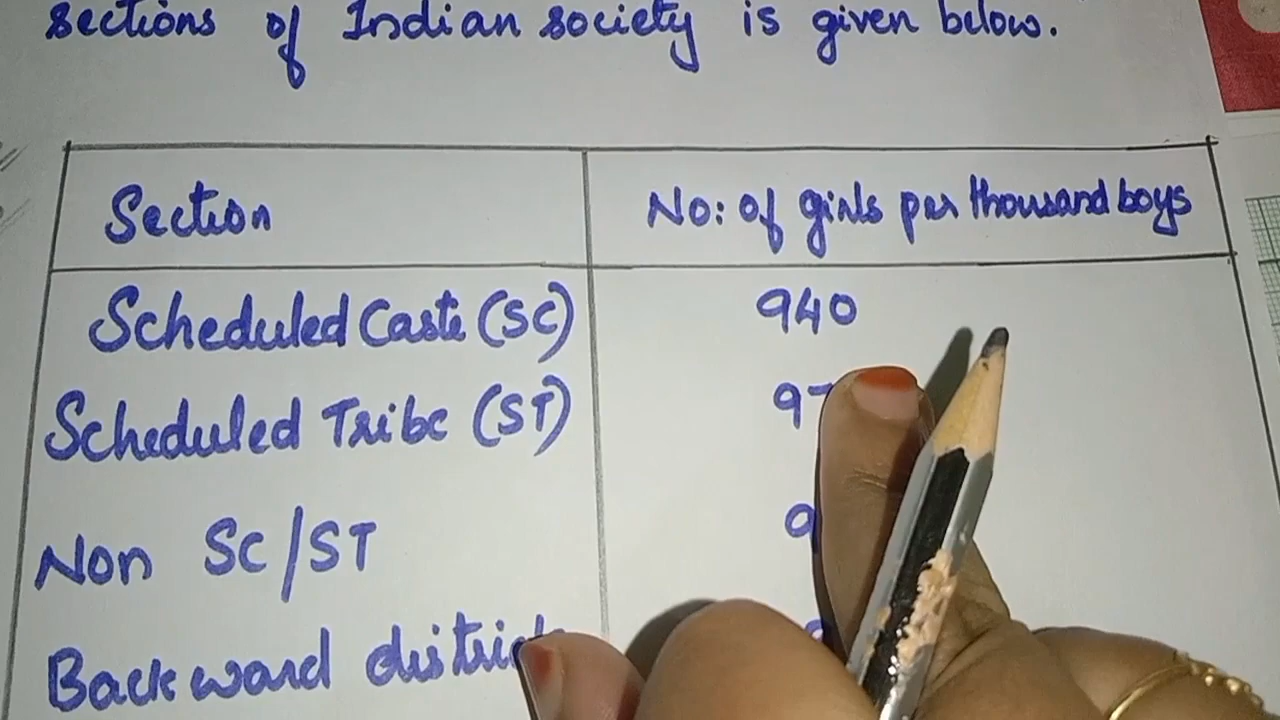 sections of Indian society is given below.
Section No: of girls per thousand boys
Scheduled Caste (SC) 940
Scheduled Tribe (ST)
Non SC/ST
Backward